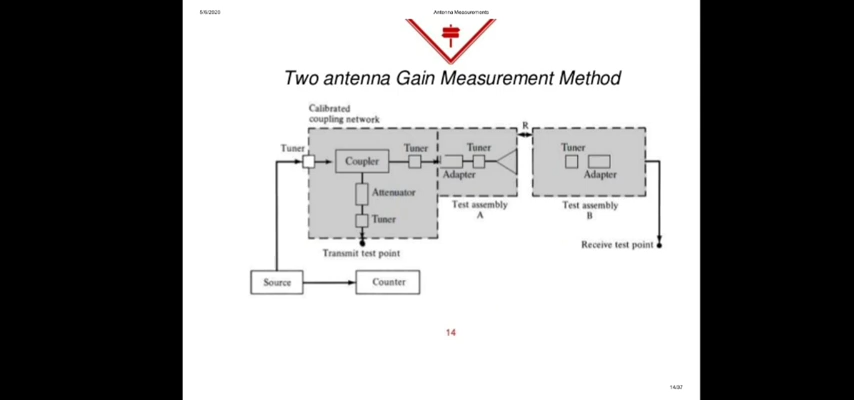 5/6/2020
Antenna Measurements
Two antenna Gain Measurement Method
Calibrated
coupling network
R
Tuner
Tuner
Tuner
Tuner
Coupler
Adapter
Adapter
Attenuator
Test assembly
A
Test assembly
B
Tuner
Receive test point
Transmit test point
Source
Counter
14
14/37